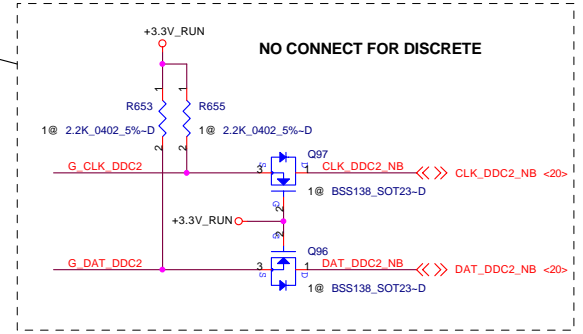 +3.3V_RUN
NO CONNECT FOR DISCRETE
1 1
R653 R655
1@ 2.2K_0402_5%~D 1@ 2.2K_0402_5%~D
2 2
Q97
G_CLK_DDC2 3 S D 1 CLK_DDC2_NB CLK_DDC2_NB <20>
1@ BSS138_SOT23~D
G 2
+3.3V_RUN
2 G
Q96
G_DAT_DDC2 3 S D 1 DAT_DDC2_NB DAT_DDC2_NB <20>
1@ BSS138_SOT23~D